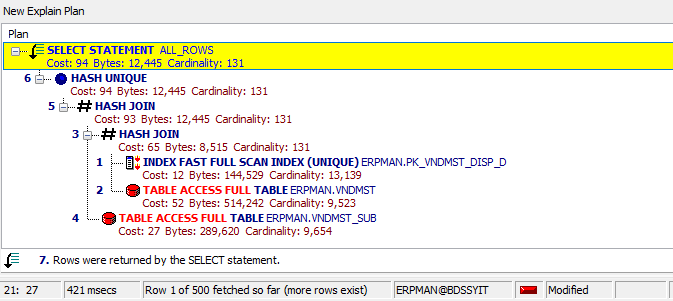 New Explain Plan
Plan
SELECT STATEMENT ALL_ROWS
Cost: 94 Bytes: 12,445 Cardinality: 131
6 HASH UNIQUE
Cost: 94 Bytes: 12,445 Cardinality: 131
5 HASH JOIN
Cost: 93 Bytes: 12,445 Cardinality: 131
3 HASH JOIN
Cost: 65 Bytes: 8,515 Cardinality: 131
1 INDEX FAST FULL SCAN INDEX (UNIQUE) ERPMAN.PK_VNDMST_DISP_D
Cost: 12 Bytes: 144,529 Cardinality: 13,139
2 TABLE ACCESS FULL TABLE ERPMAN.VNDMST
Cost: 52 Bytes: 514,242 Cardinality: 9,523
4 TABLE ACCESS FULL TABLE ERPMAN.VNDMST_SUB
Cost: 27 Bytes: 289,620 Cardinality: 9,654
7. Rows were returned by the SELECT statement.
21: 27 421 msecs Row 1 of 500 fetched so far (more rows exist) ERPMAN@BDSSYIT Modified